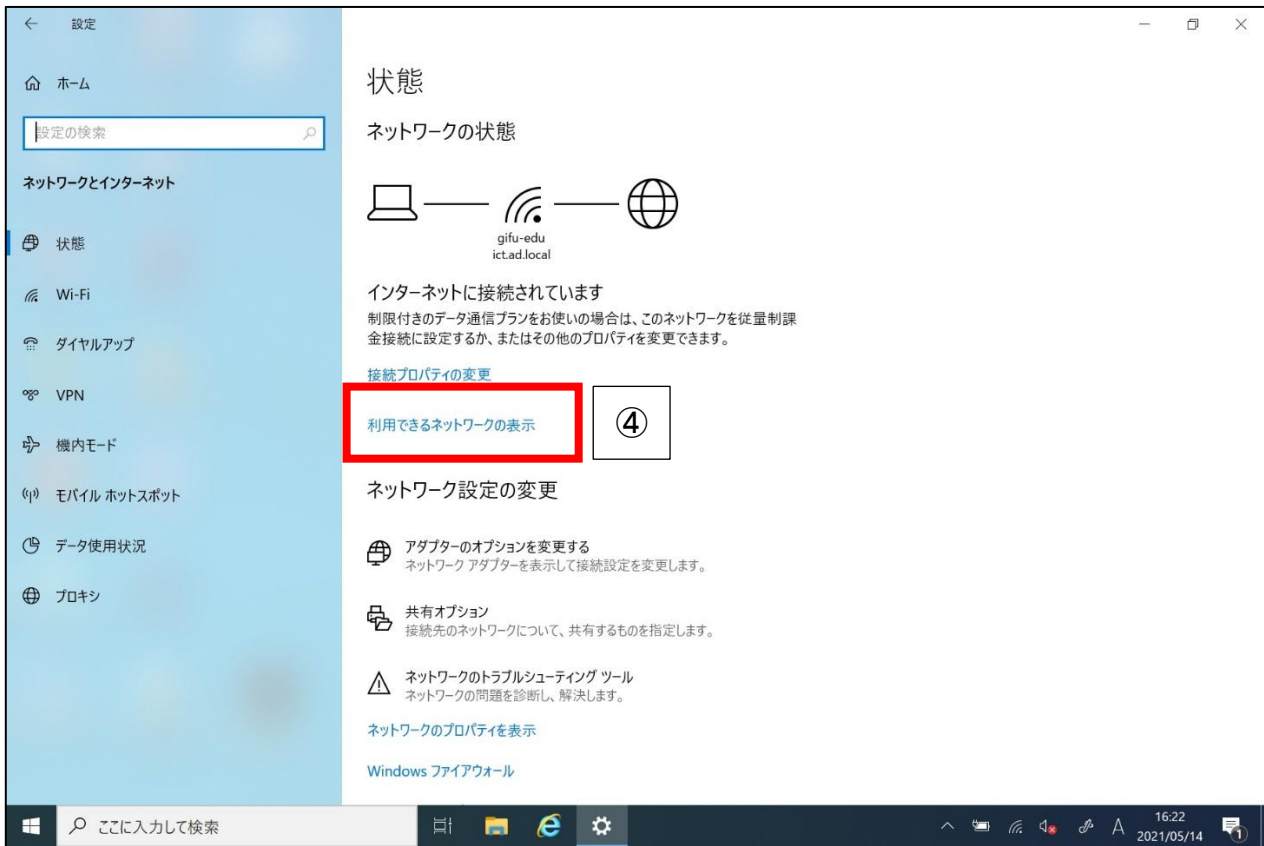 設定
ホーム
設定の検索
ネットワークとインターネット
状態
Wi-Fi
ダイヤルアップ
VPN
機内モード
モバイル ホットスポット
データ使用状況
プロキシ
状態
ネットワークの状態
gifu-edu
ict.ad.local
インターネットに接続されています
制限付きのデータ通信プランをお使いの場合は、このネットワークを従量制課
金接続に設定するか、またはその他のプロパティを変更できます。
接続プロパティの変更
利用できるネットワークの表示
④
ネットワーク設定の変更
アダプターのオプションを変更する
ネットワーク アダプターを表示して接続設定を変更します。
共有オプション
接続先のネットワークについて、共有するものを指定します。
ネットワークのトラブルシューティング ツール
ネットワークの問題を診断し、解決します。
ネットワークのプロパティを表示
Windows ファイアウォール
ここに入力して検索
A
16:22
2021/05/14
1